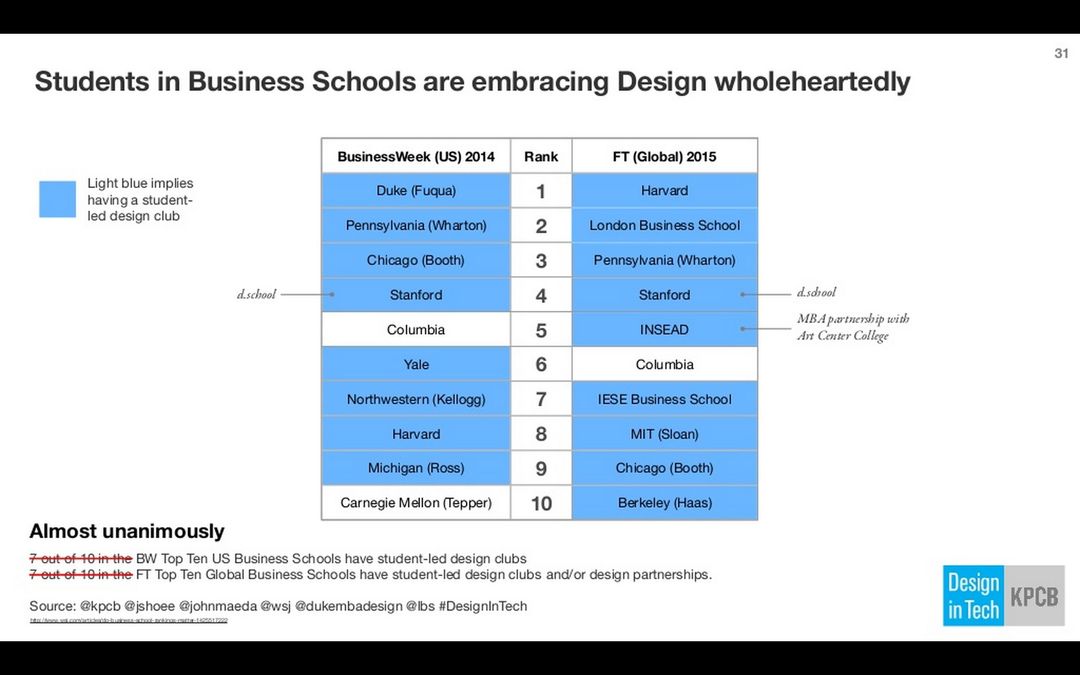 31
Students in Business Schools are embracing Design wholeheartedly
Light blue implies
having a student-
led design club
BusinessWeek (US) 2014 Rank FT (Global) 2015
Duke (Fuqua) 1 Harvard
Pennsylvania (Wharton) 2 London Business School
Chicago (Booth) 3 Pennsylvania (Wharton)
d.school Stanford 4 Stanford d.school
Columbia 5 INSEAD MBA partnership with
Art Center College
Yale 6 Columbia
Northwestern (Kellogg) 7 IESE Business School
Harvard 8 MIT (Sloan)
Michigan (Ross) 9 Chicago (Booth)
Carnegie Mellon (Tepper) 10 Berkeley (Haas)
Almost unanimously
7 out of 10 in the BW Top Ten US Business Schools have student-led design clubs
7 out of 10 in the FT Top Ten Global Business Schools have student-led design clubs and/or design partnerships.
Source: @kpcb @jshoee @johnmaeda @wsj @dukembadesign @lbs #DesignInTech
Design
in Tech KPCB